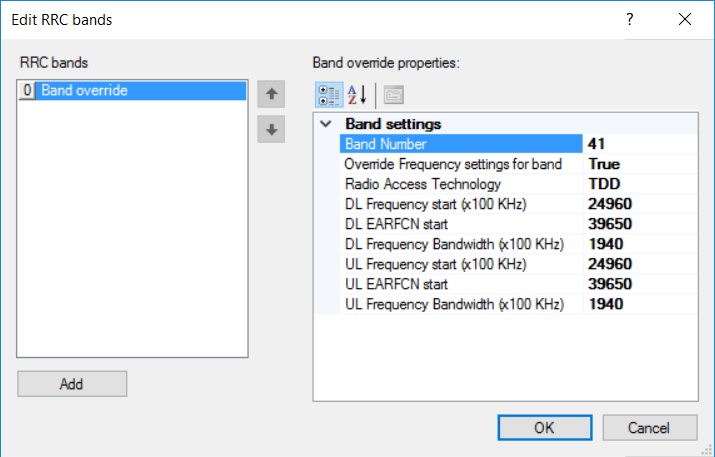 Edit RRC bands
?
RRC bands
0 Band override
Add
Band override properties:
A
Z
Band settings
Band Number 41
Override Frequency settings for band True
Radio Access Technology TDD
DL Frequency start (x100 KHz) 24960
DL EARFCN start 39650
DL Frequency Bandwidth (x100 KHz) 1940
UL Frequency start (x100 KHz) 24960
UL EARFCN start 39650
UL Frequency Bandwidth (x100 KHz) 1940
OK Cancel